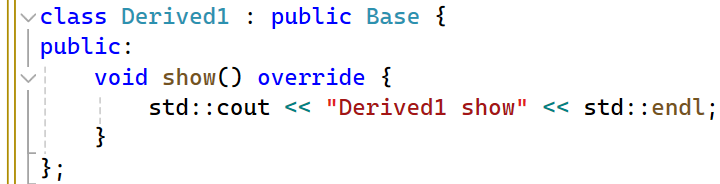 class Derived1 : public Base {
public:
    void show() override {
        std::cout << "Derived1 show" << std::endl;
    }
};